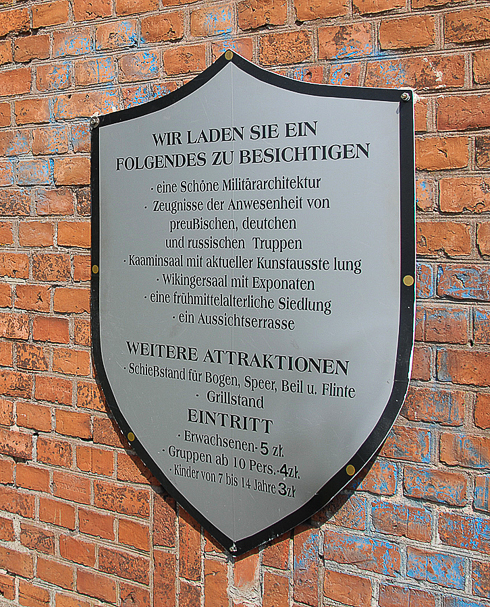 WIR LADEN SIE EIN
FOLGENDES ZU BESICHTIGEN
· eine Schöne Militärarchitektur
· Zeugnisse der Anwesenheit von
preußischen, deutchen
und russischen Truppen
· Kaaminsaal mit aktueller Kunstausste lung
· Wikingersaal mit Exponaten
· eine frühmittelalterliche Siedlung
· ein Aussichtserrasse
WEITERE ATTRAKTIONEN
· Schießstand für Bogen, Speer, Beil u. Flinte
· Grillstand
EINTRITT
· Erwachsenen-5 zł.
· Gruppen ab 10 Pers.-4zł.
· Kinder von 7 bis 14 Jahre 3zł